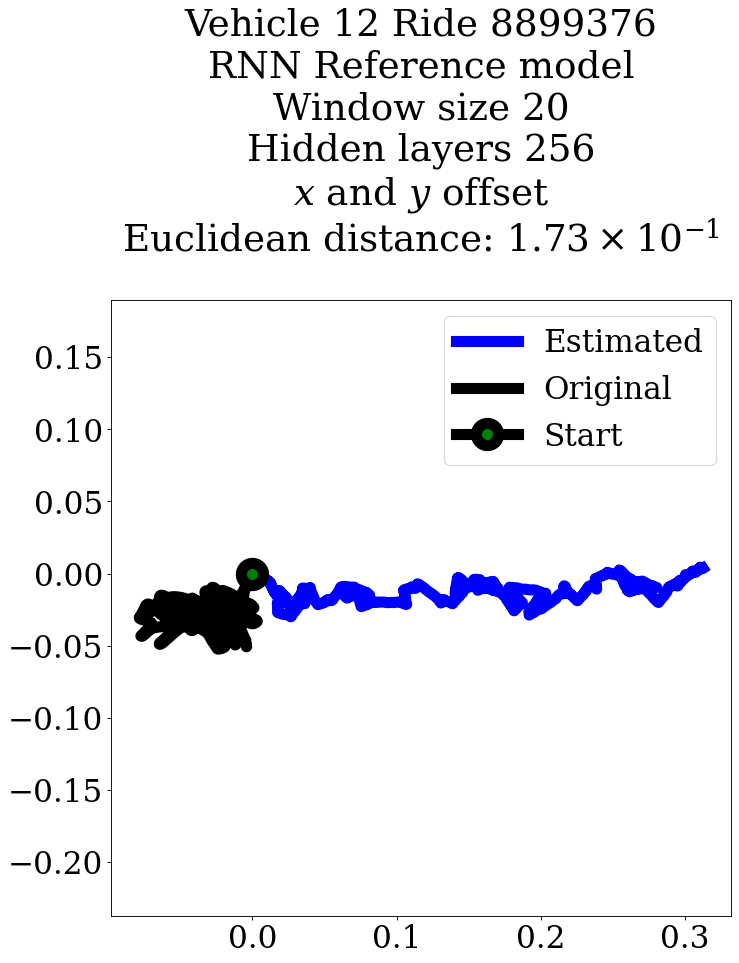 Vehicle 12 Ride 8899376
RNN Reference model
Window size 20
Hidden layers 256
x and y offset
Euclidean distance: 1.73 × 10⁻¹
Estimated
Original
Start
0.15
0.10
0.05
0.00
−0.05
−0.10
−0.15
−0.20
0.0 0.1 0.2 0.3